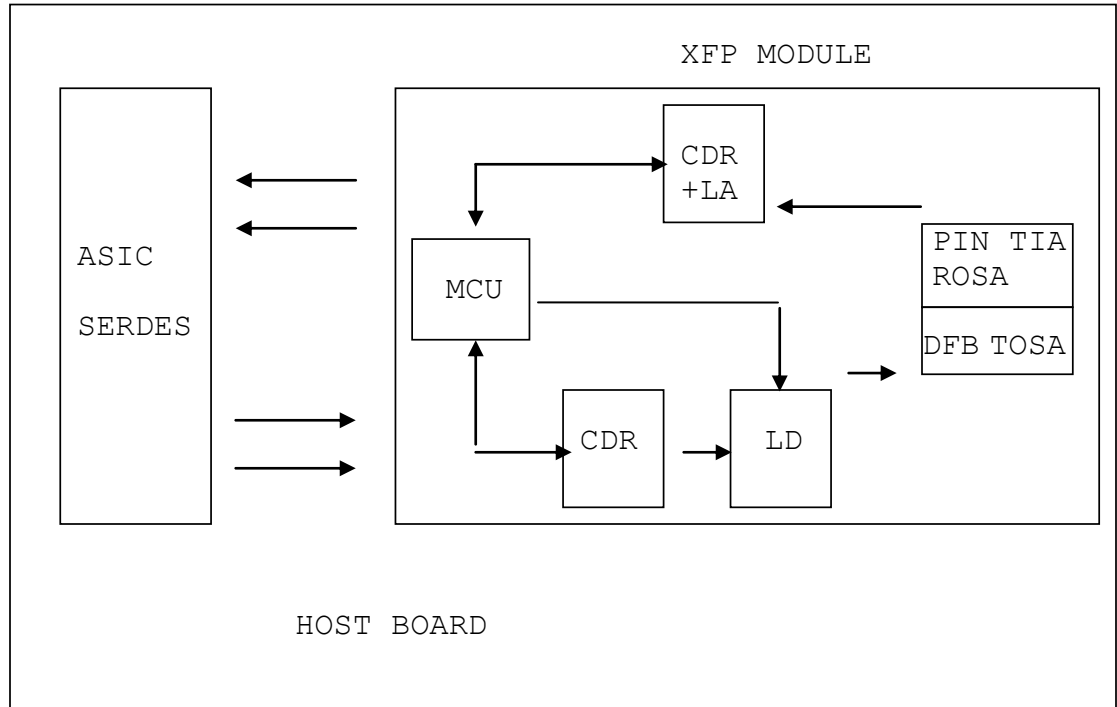 XFP MODULE
CDR
+LA
PIN TIA
ROSA
ASIC
SERDES
MCU
DFB TOSA
CDR
LD
HOST BOARD